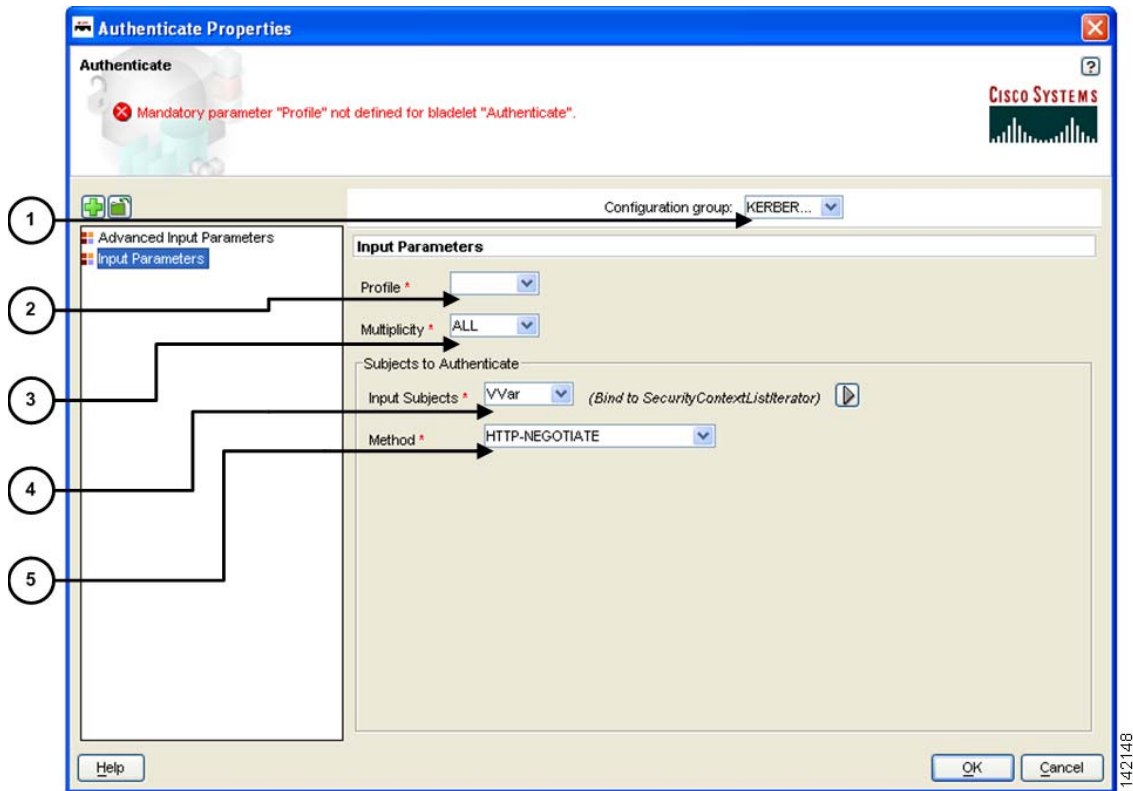 Authenticate Properties
Authenticate
?
Mandatory parameter "Profile" not defined for bladelet "Authenticate".
CISCO SYSTEMS
Configuration group: KERBER...
1
Advanced Input Parameters
Input Parameters
Input Parameters
Profile *
2
Multiplicity * ALL
Subjects to Authenticate
3
Input Subjects * VVar (Bind to SecurityContextListIterator)
Method * HTTP-NEGOTIATE
4
5
Help
OK
Cancel
142148